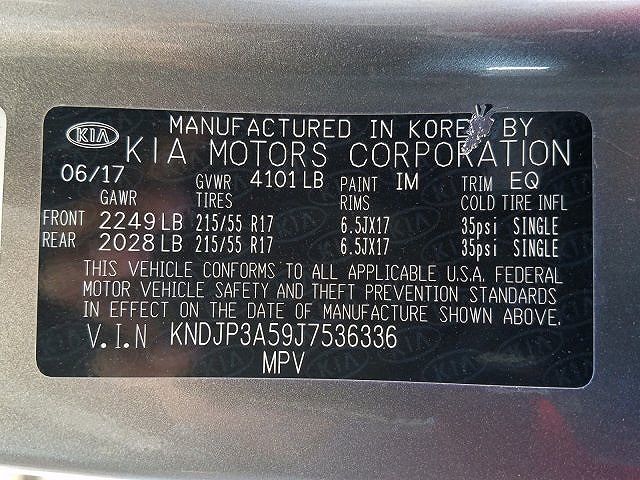 MANUFACTURED IN KOREA BY
KIA KIA MOTORS CORPORATION
06/17 GVWR 4101 LB PAINT IM TRIM EQ
GAWR TIRES RIMS COLD TIRE INFL
FRONT 2249 LB 215/55 R17 6.5JX17 35psi SINGLE
REAR 2028 LB 215/55 R17 6.5JX17 35psi SINGLE
THIS VEHICLE CONFORMS TO ALL APPLICABLE U.S.A. FEDERAL
MOTOR VEHICLE SAFETY AND THEFT PREVENTION STANDARDS
IN EFFECT ON THE DATE OF MANUFACTURE SHOWN ABOVE.
V.I.N KNDJP3A59J7536336
MPV